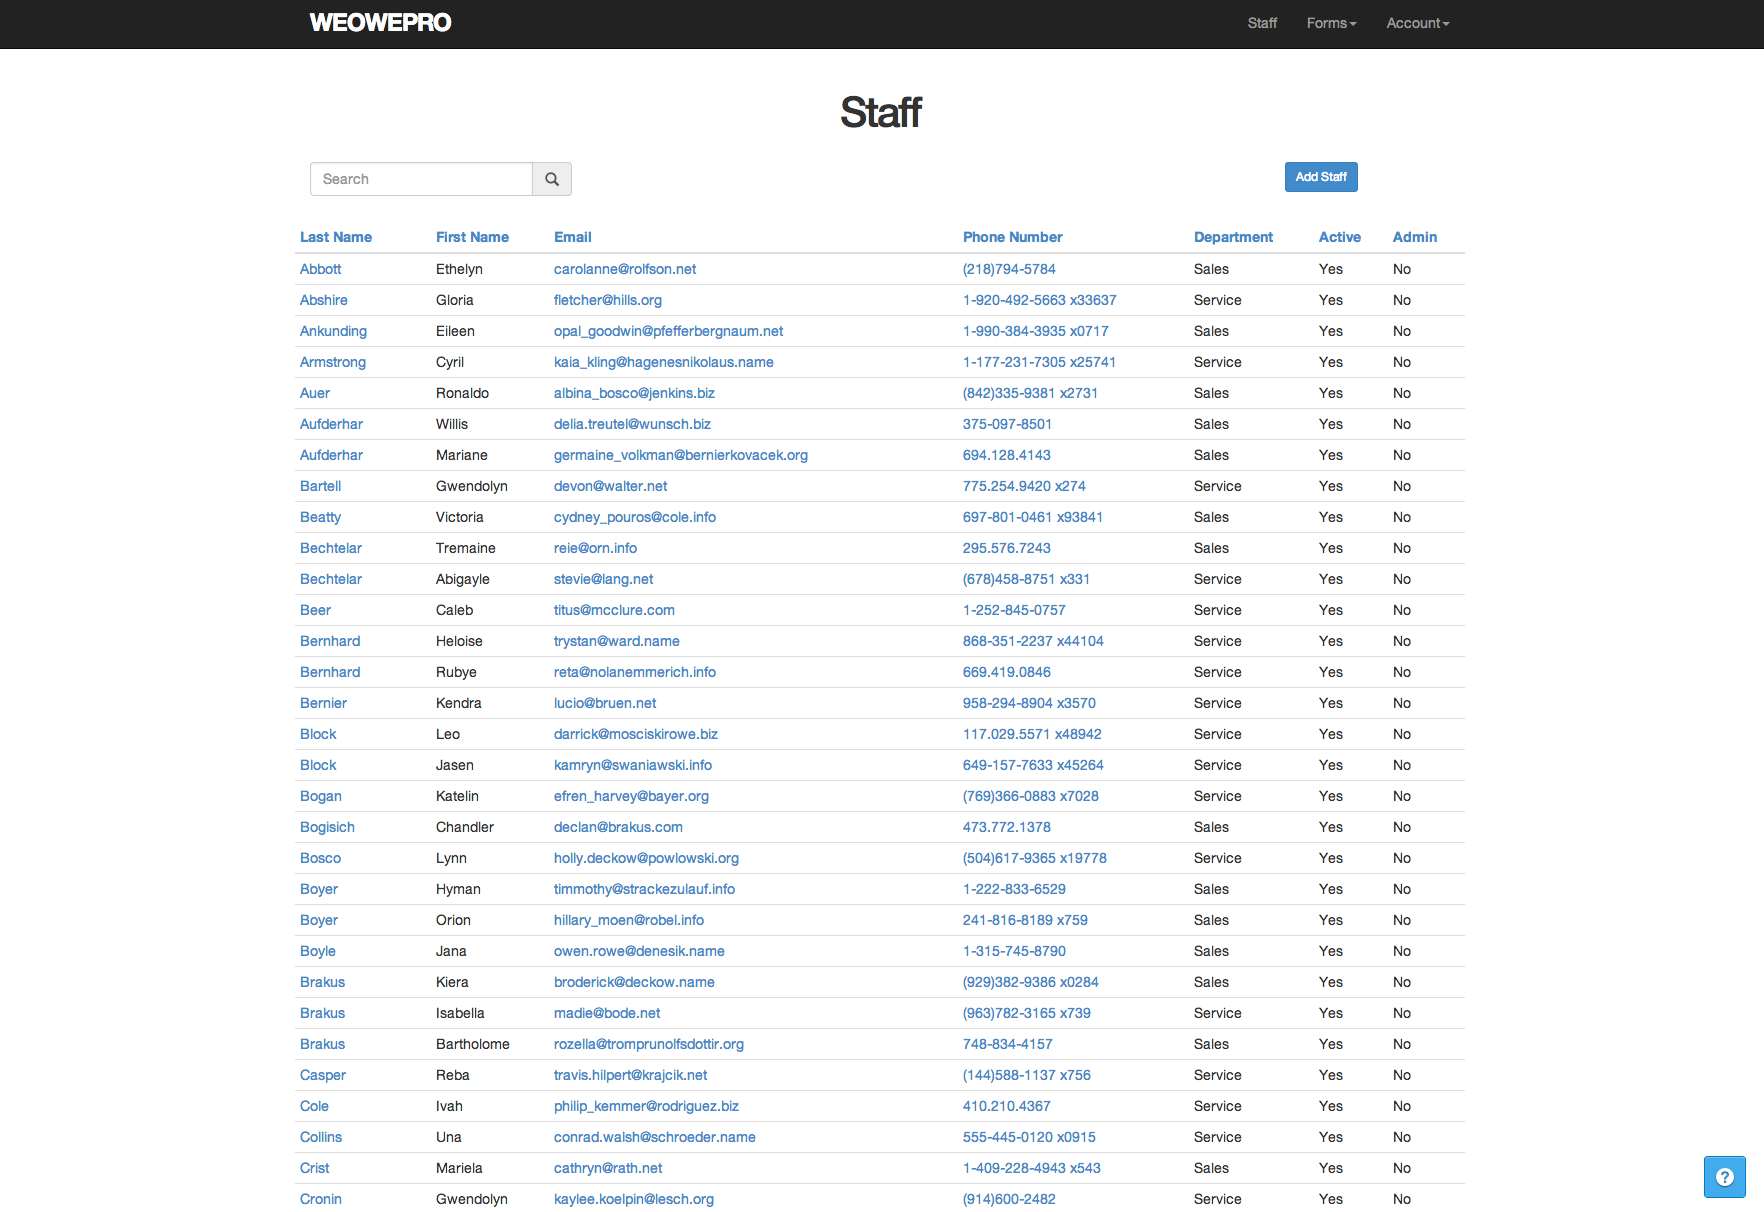 WEOWEPRO Staff Forms Account
Staff
Search Add Staff
Last Name First Name Email Phone Number Department Active Admin
Abbott Ethelyn carolanne@rolfson.net (218)794-5784 Sales Yes No
Abshire Gloria fletcher@hills.org 1-920-492-5663 x33637 Service Yes No
Ankunding Eileen opal_goodwin@pfefferbergnaum.net 1-990-384-3935 x0717 Sales Yes No
Armstrong Cyril kaia_kling@hagenesnikolaus.name 1-177-231-7305 x25741 Service Yes No
Auer Ronaldo albina_bosco@jenkins.biz (842)335-9381 x2731 Sales Yes No
Aufderhar Willis delia.treutel@wunsch.biz 375-097-8501 Sales Yes No
Aufderhar Mariane germaine_volkman@bernierkovacek.org 694.128.4143 Sales Yes No
Bartell Gwendolyn devon@walter.net 775.254.9420 x274 Service Yes No
Beatty Victoria cydney_pouros@cole.info 697-801-0461 x93841 Sales Yes No
Bechtelar Tremaine reie@orn.info 295.576.7243 Sales Yes No
Bechtelar Abigayle stevie@lang.net (678)458-8751 x331 Service Yes No
Beer Caleb titus@mcclure.com 1-252-845-0757 Service Yes No
Bernhard Heloise trystan@ward.name 868-351-2237 x44104 Service Yes No
Bernhard Rubye reta@nolanemmerich.info 669.419.0846 Service Yes No
Bernier Kendra lucio@bruen.net 958-294-8904 x3570 Service Yes No
Block Leo darrick@mosciskirowe.biz 117.029.5571 x48942 Service Yes No
Block Jasen kamryn@swaniawski.info 649-157-7633 x45264 Service Yes No
Bogan Katelin efren_harvey@bayer.org (769)366-0883 x7028 Service Yes No
Bogisich Chandler declan@brakus.com 473.772.1378 Sales Yes No
Bosco Lynn holly.deckow@powlowski.org (504)617-9365 x19778 Service Yes No
Boyer Hyman timmothy@strackezulauf.info 1-222-833-6529 Sales Yes No
Boyer Orion hillary_moen@robel.info 241-816-8189 x759 Sales Yes No
Boyle Jana owen.rowe@denesik.name 1-315-745-8790 Sales Yes No
Brakus Kiera broderick@deckow.name (929)382-9386 x0284 Sales Yes No
Brakus Isabella madie@bode.net (963)782-3165 x739 Service Yes No
Brakus Bartholome rozella@tromprunolfsdottir.org 748-834-4157 Sales Yes No
Casper Reba travis.hilpert@krajcik.net (144)588-1137 x756 Service Yes No
Cole Ivah philip_kemmer@rodriguez.biz 410.210.4367 Service Yes No
Collins Una conrad.walsh@schroeder.name 555-445-0120 x0915 Service Yes No
Crist Mariela cathryn@rath.net 1-409-228-4943 x543 Sales Yes No
Cronin Gwendolyn kaylee.koelpin@lesch.org (914)600-2482 Service Yes No